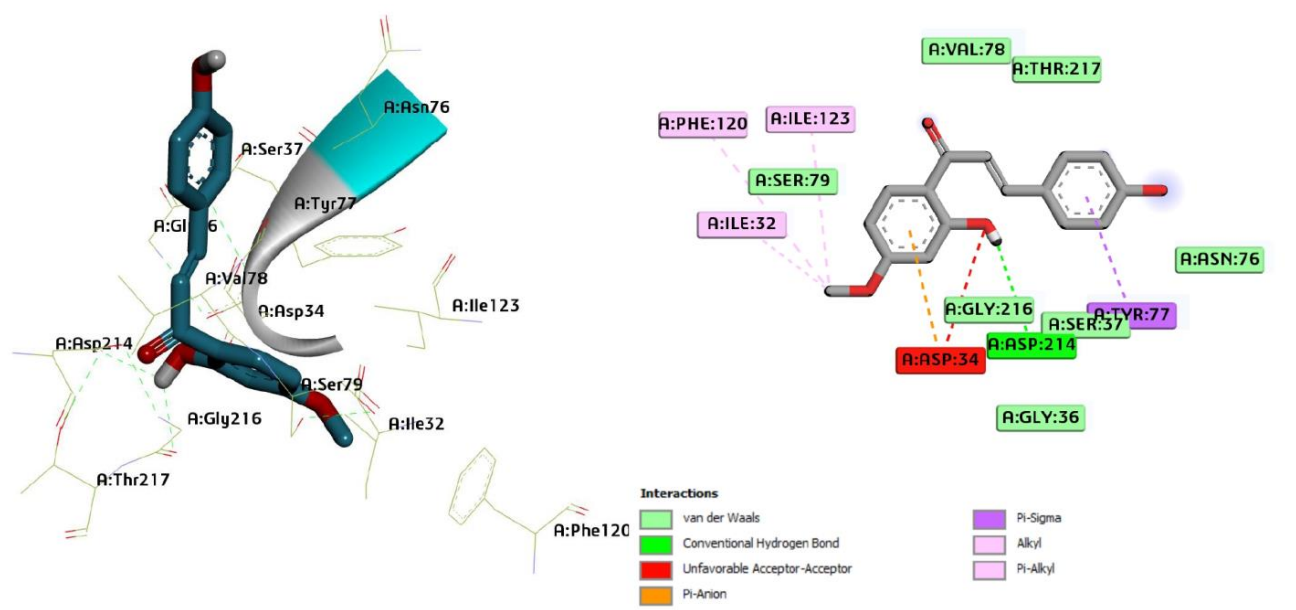 A:Asn76
A:Ser37
A:Tyr77
A:Gl 6
A:Val78
A:Asp34
A:Ile123
A:Asp214
A:Ser79
A:Gly216
A:Ile32
A:Thr217
A:Phe120
A:VAL:78
A:THR:217
A:PHE:120
A:ILE:123
A:SER:79
A:ILE:32
A:ASN:76
A:GLY:216
A:SER:37
A:TYR:77
A:ASP:34
A:ASP:214
A:GLY:36
Interactions
van der Waals
Conventional Hydrogen Bond
Unfavorable Acceptor-Acceptor
Pi-Anion
Pi-Sigma
Alkyl
Pi-Alkyl